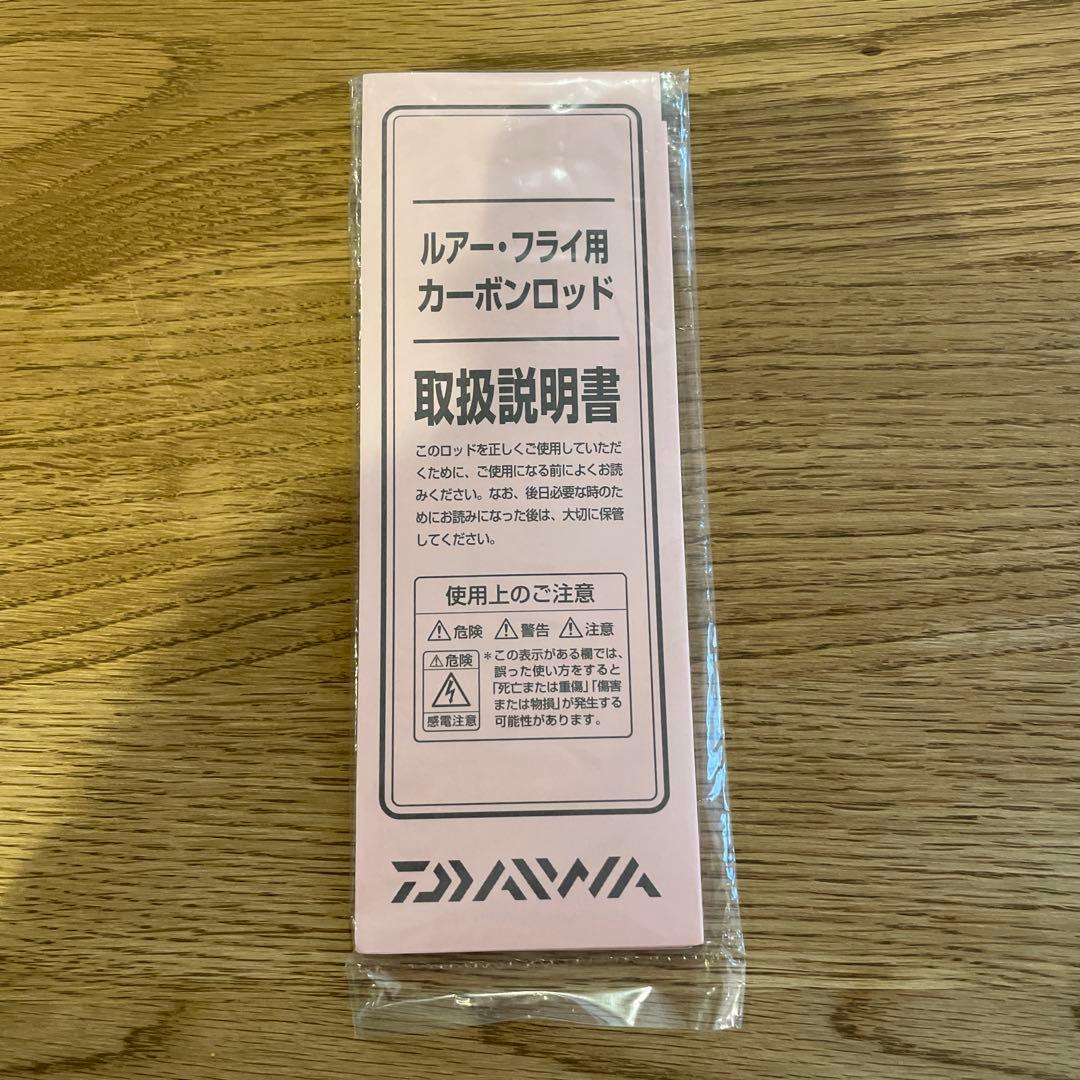 ルアー・フライ用
カーボンロッド
取扱説明書
このロッドを正しくご使用していただ
くために、ご使用になる前によくお読
みください。なお、後日必要な時のた
めにお読みになった後は、大切に保管
してください。
使用上のご注意
⚠危険 ⚠警告 ⚠注意
⚠危険
感電注意
＊この表示がある欄では、
誤った使い方をすると
「死亡または重傷」「傷害
または物損」が発生する
可能性があります。
DAIWA